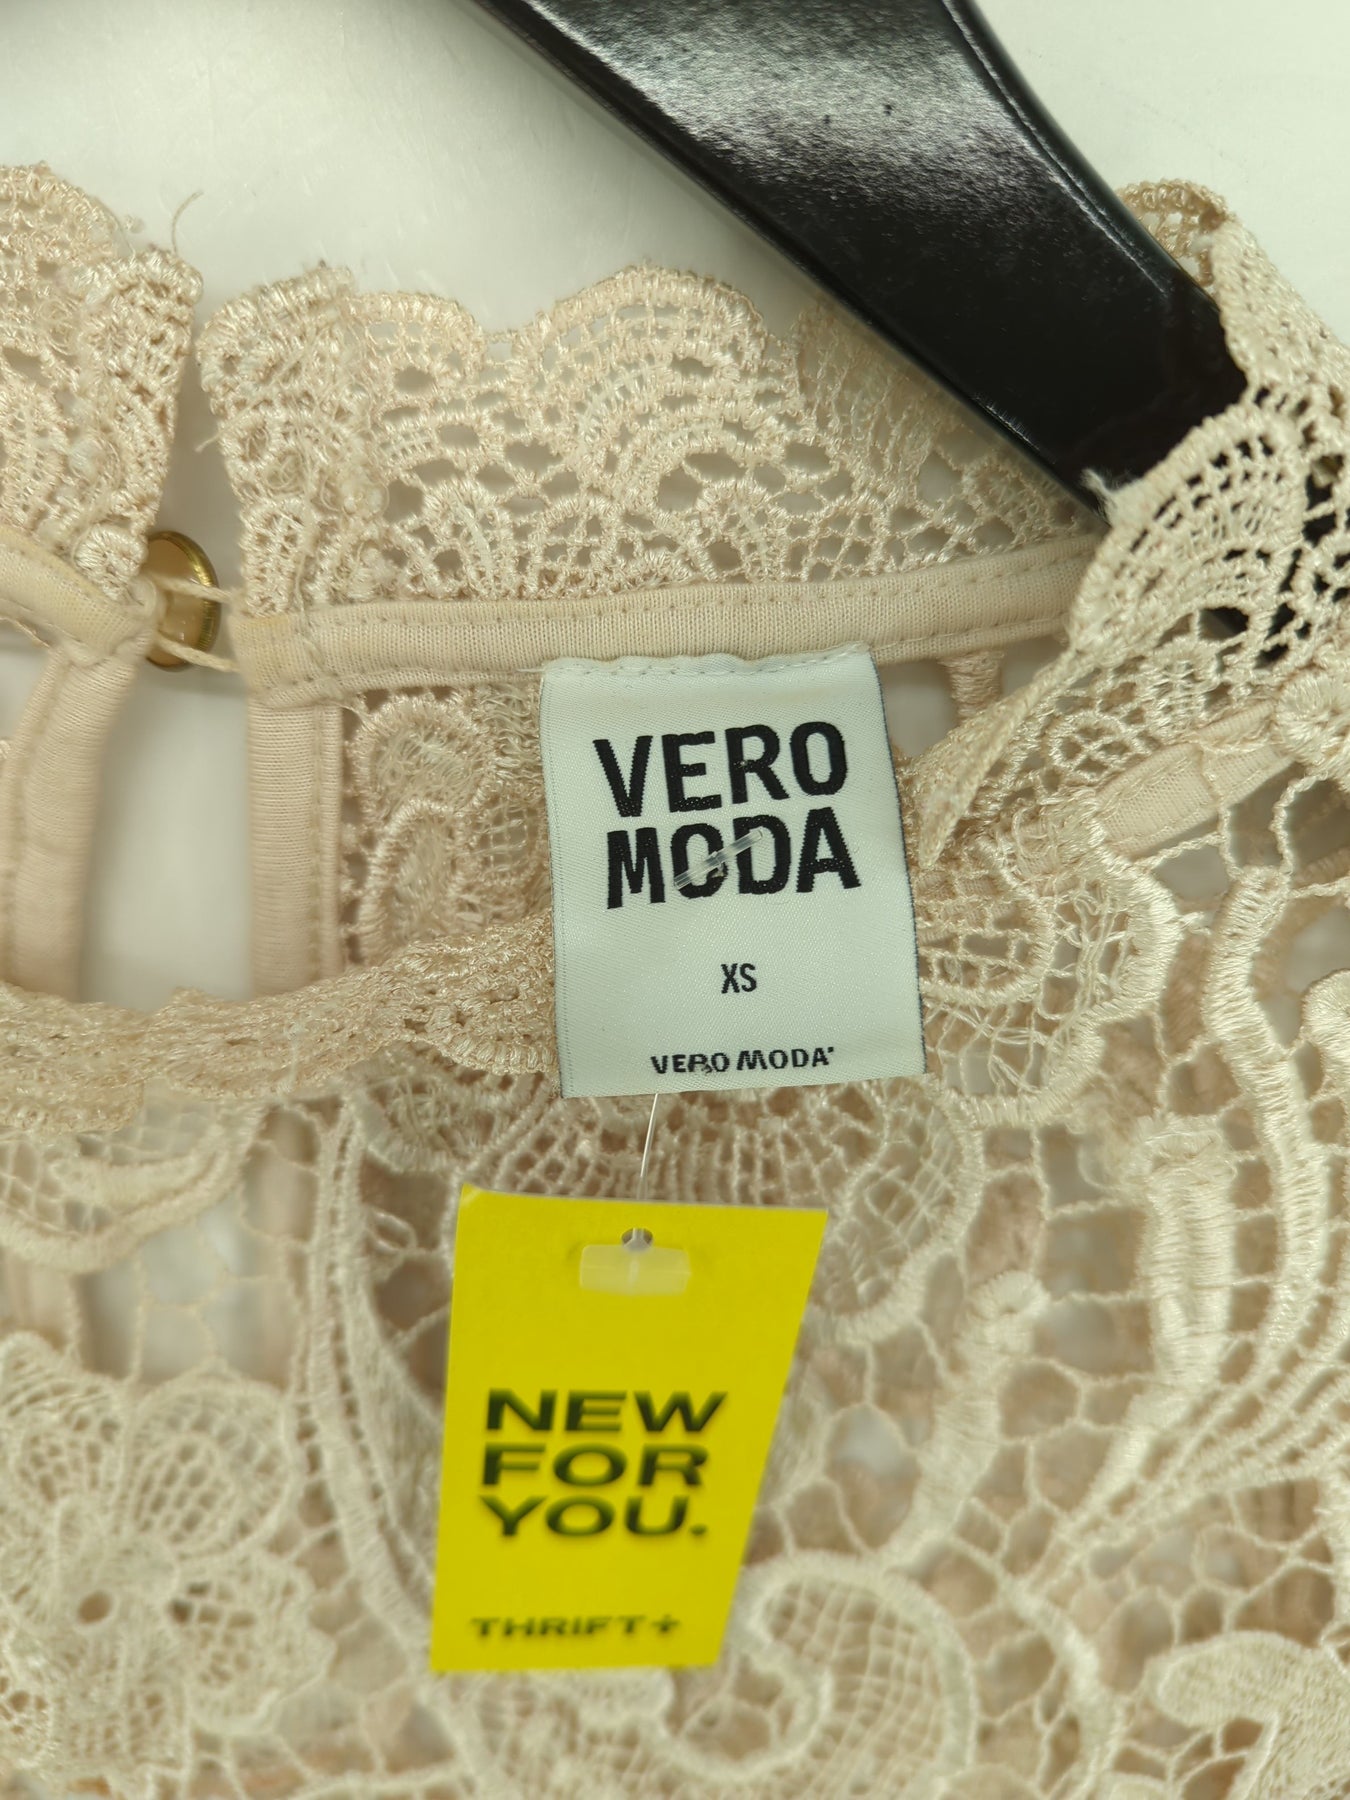 VERO
MODA
XS
VERO MODA
NEW
FOR
YOU.
THRIFT+